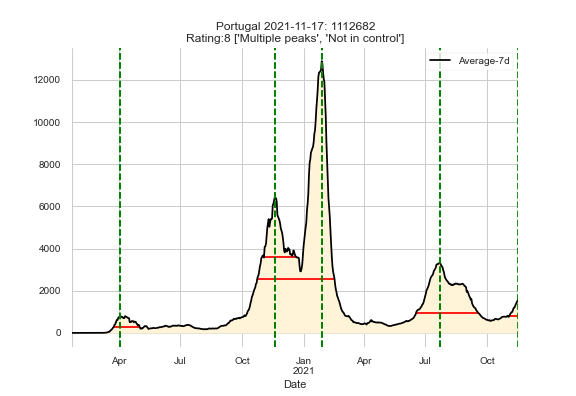 Portugal 2021-11-17: 1112682
Rating:8 ['Multiple peaks', 'Not in control']
Average-7d
12000
10000
8000
6000
4000
2000
0
Apr Jul Oct Jan Apr Jul Oct
2021
Date